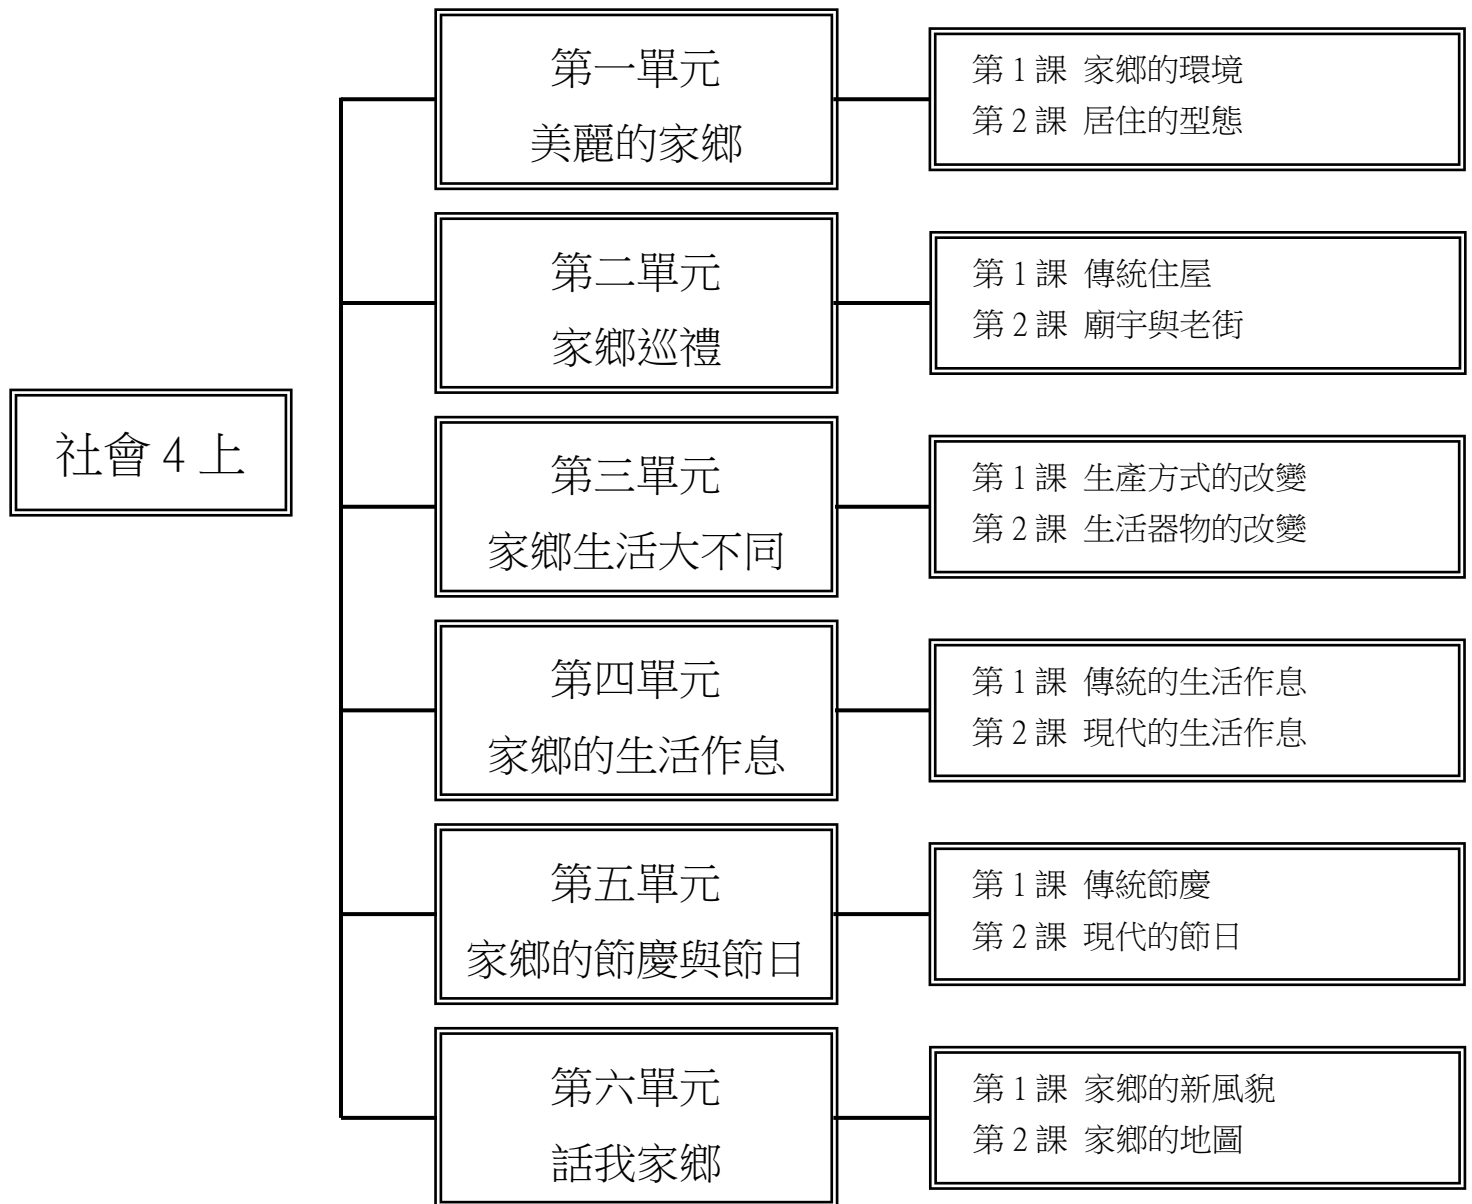 社會 4 上
第一單元
美麗的家鄉
第 1 課 家鄉的環境
第 2 課 居住的型態
第二單元
家鄉巡禮
第 1 課 傳統住屋
第 2 課 廟宇與老街
第三單元
家鄉生活大不同
第 1 課 生產方式的改變
第 2 課 生活器物的改變
第四單元
家鄉的生活作息
第 1 課 傳統的生活作息
第 2 課 現代的生活作息
第五單元
家鄉的節慶與節日
第 1 課 傳統節慶
第 2 課 現代的節日
第六單元
話我家鄉
第 1 課 家鄉的新風貌
第 2 課 家鄉的地圖